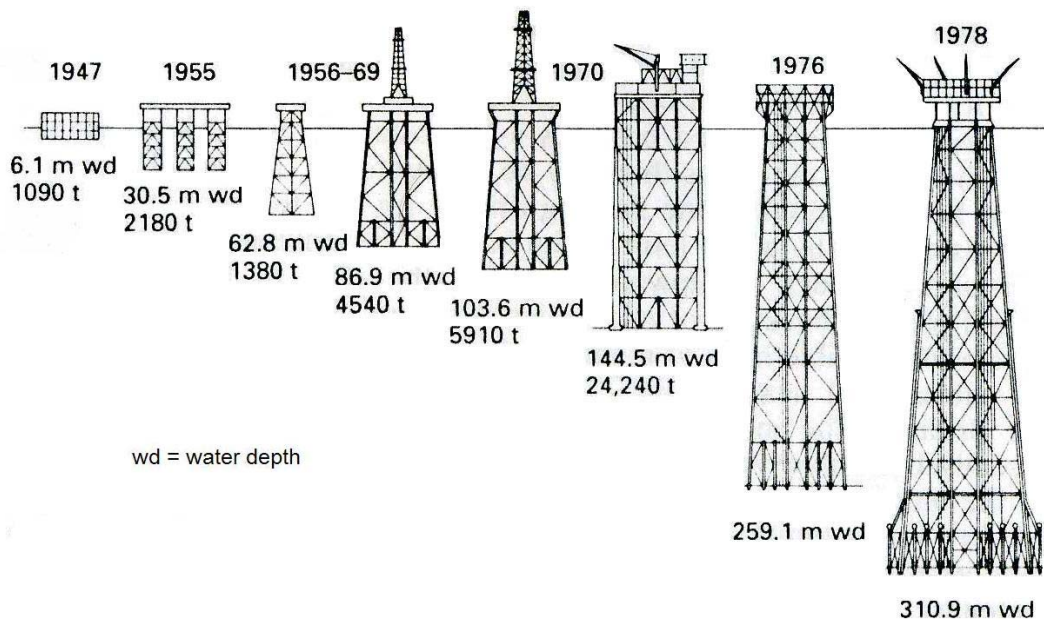 1947
1955
1956–69
1970
1976
1978
6.1 m wd
1090 t
30.5 m wd
2180 t
62.8 m wd
1380 t
86.9 m wd
4540 t
103.6 m wd
5910 t
144.5 m wd
24,240 t
259.1 m wd
310.9 m wd
wd = water depth